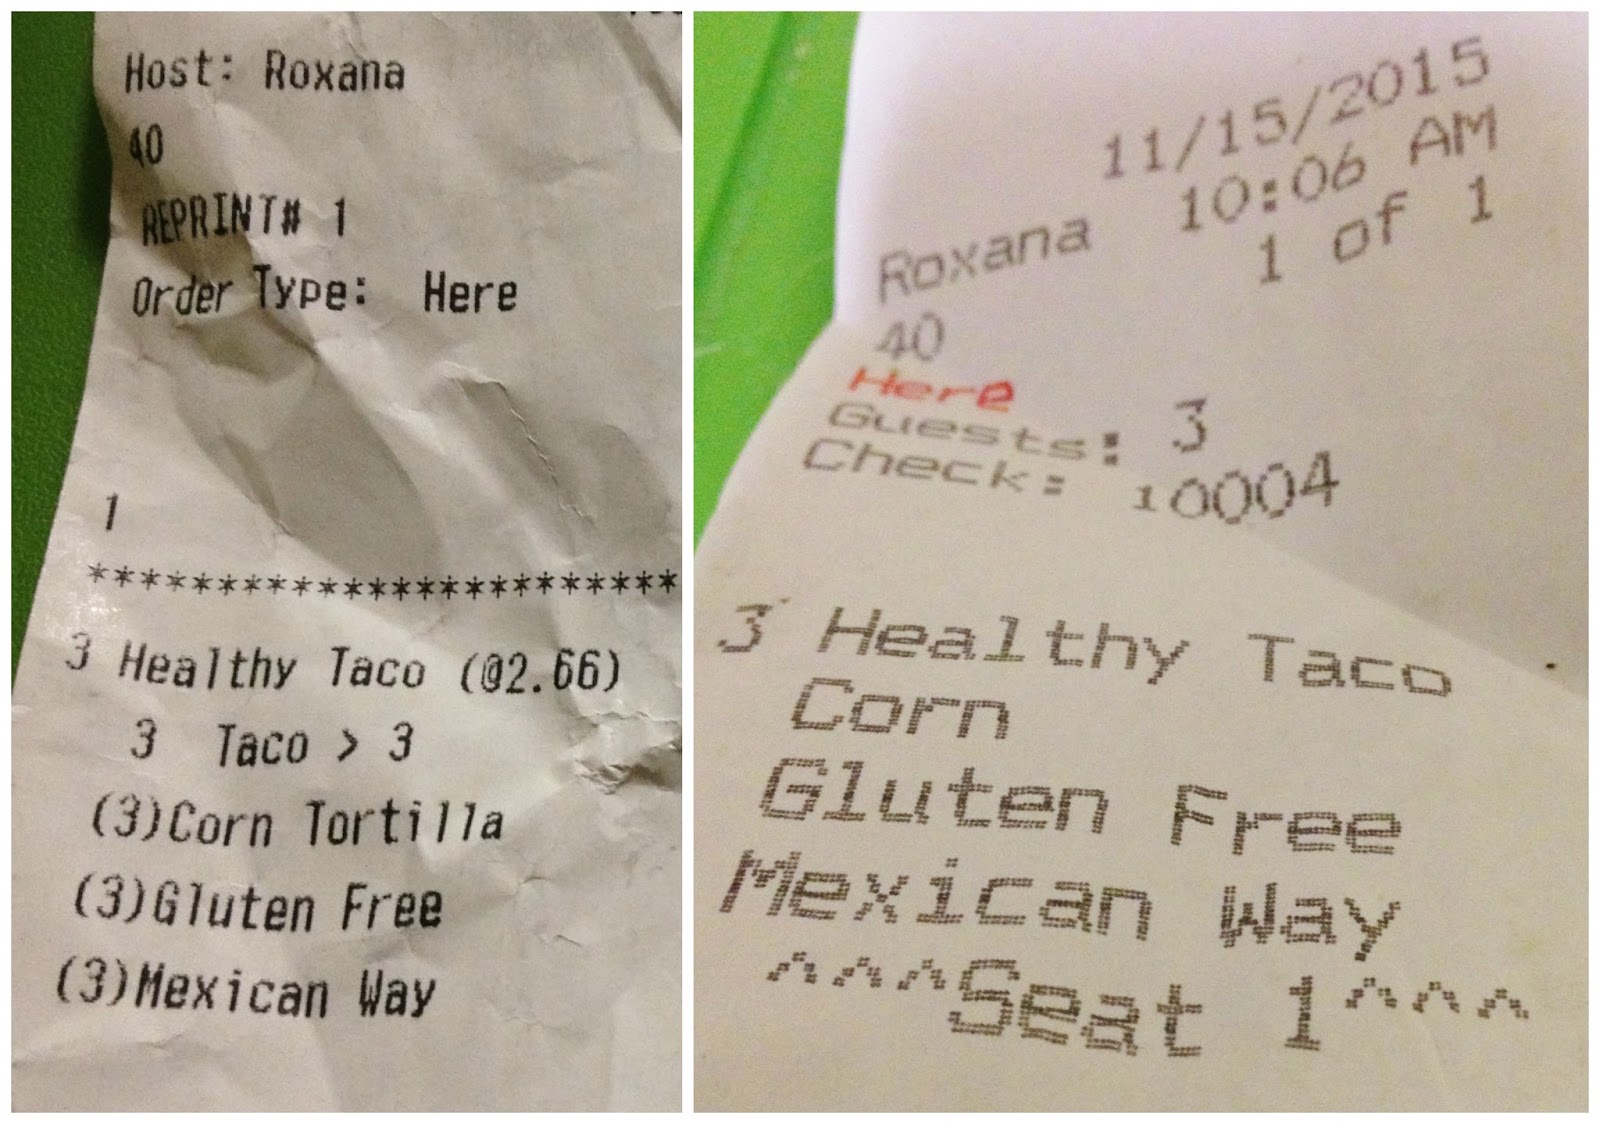 Host: Roxana
40
REPRINT# 1
Order Type: Here
1
***********************
3 Healthy Taco (@2.66)
3 Taco > 3
(3)Corn Tortilla
(3)Gluten Free
(3)Mexican Way
11/15/2015
Roxana 10:06 AM
40 1 of 1
Here
Guests: 3
Check: 10004
3 Healthy Taco
Corn
Gluten Free
Mexican Way
^^^Seat 1^^^